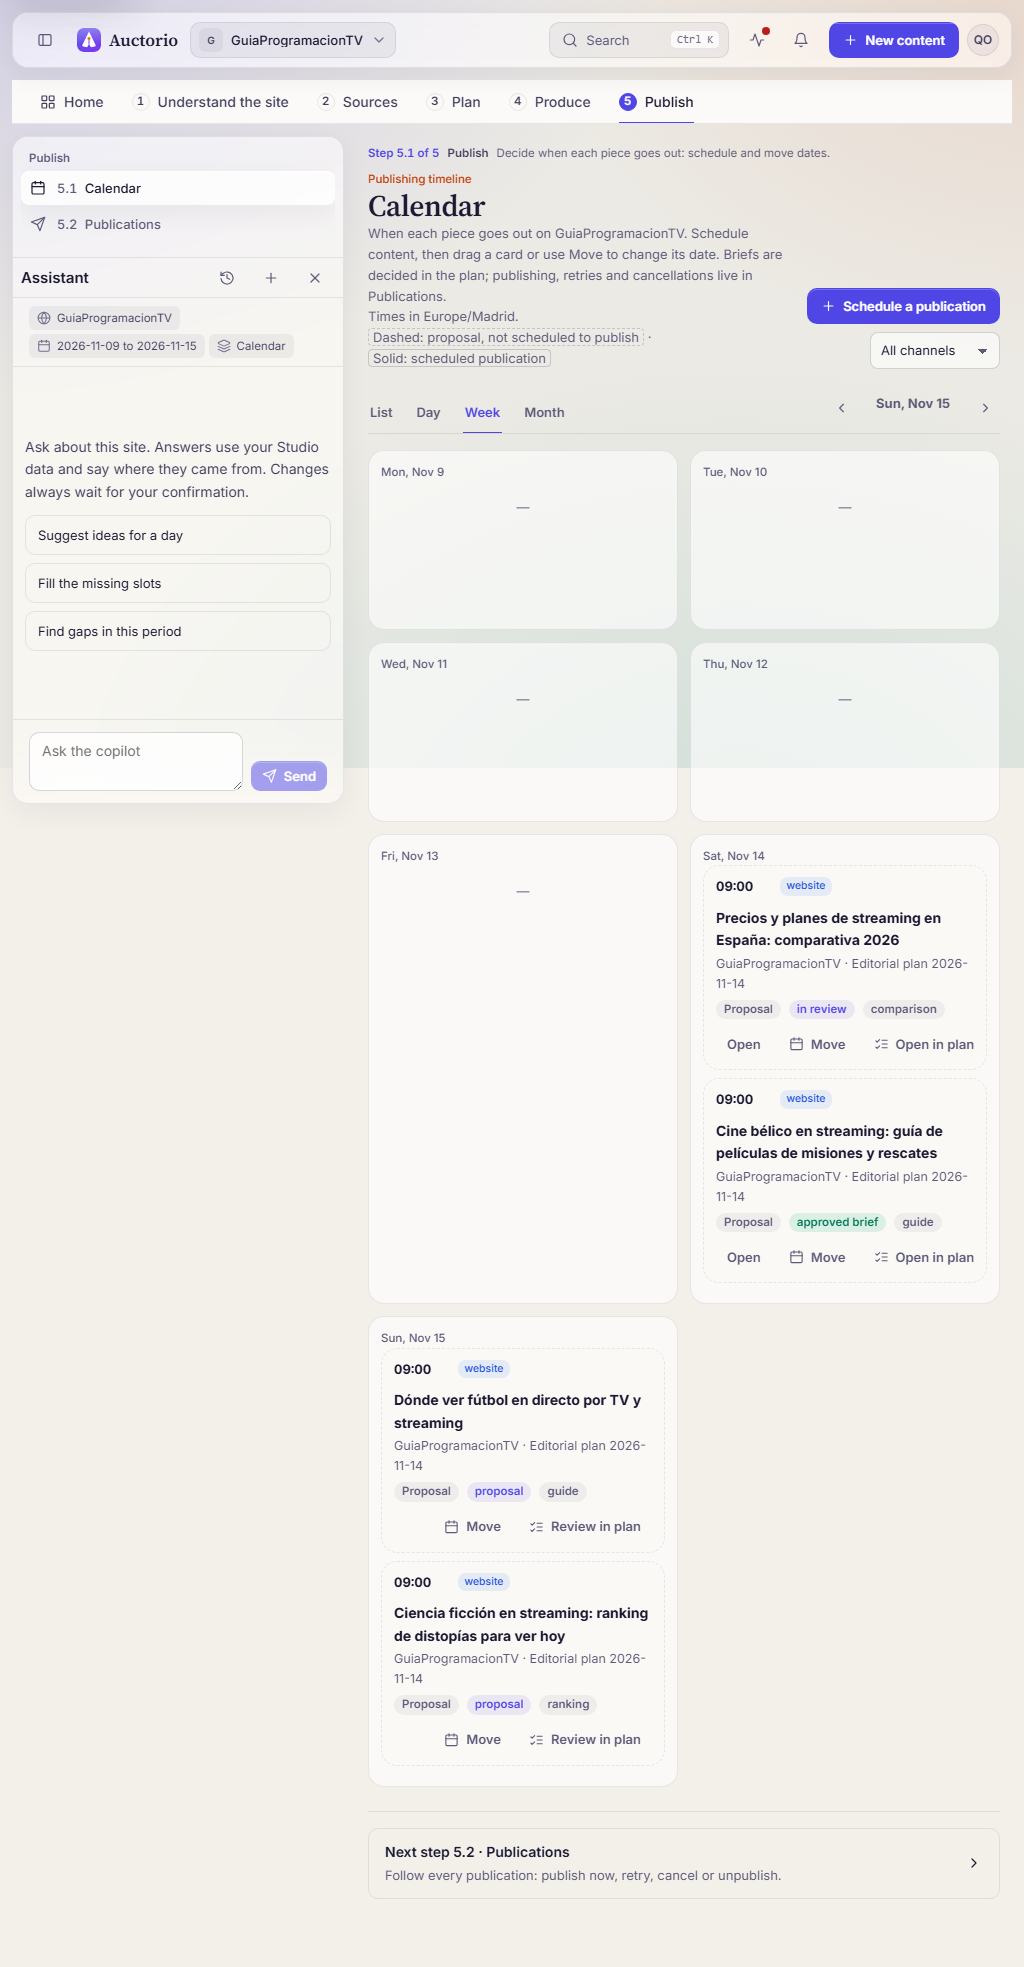 Auctorio
G GuiaProgramacionTV
Search Ctrl K
New content
QO
Home
1 Understand the site
2 Sources
3 Plan
4 Produce
5 Publish
Publish
5.1 Calendar
5.2 Publications
Assistant
GuiaProgramacionTV
2026-11-09 to 2026-11-15
Calendar
Ask about this site. Answers use your Studio
data and say where they came from. Changes
always wait for your confirmation.
Suggest ideas for a day
Fill the missing slots
Find gaps in this period
Ask the copilot
Send
Step 5.1 of 5 Publish Decide when each piece goes out: schedule and move dates.
Publishing timeline
Calendar
When each piece goes out on GuiaProgramacionTV. Schedule
content, then drag a card or use Move to change its date. Briefs are
decided in the plan; publishing, retries and cancellations live in
Publications.
Times in Europe/Madrid.
Dashed: proposal, not scheduled to publish ·
Solid: scheduled publication
Schedule a publication
All channels
List Day Week Month
Sun, Nov 15
Mon, Nov 9
—
Tue, Nov 10
—
Wed, Nov 11
—
Thu, Nov 12
—
Fri, Nov 13
—
Sat, Nov 14
09:00 website
Precios y planes de streaming en
España: comparativa 2026
GuiaProgramacionTV · Editorial plan 2026-
11-14
Proposal in review comparison
Open Move Open in plan
09:00 website
Cine bélico en streaming: guía de
películas de misiones y rescates
GuiaProgramacionTV · Editorial plan 2026-
11-14
Proposal approved brief guide
Open Move Open in plan
Sun, Nov 15
09:00 website
Dónde ver fútbol en directo por TV y
streaming
GuiaProgramacionTV · Editorial plan 2026-
11-14
Proposal proposal guide
Move Review in plan
09:00 website
Ciencia ficción en streaming: ranking
de distopías para ver hoy
GuiaProgramacionTV · Editorial plan 2026-
11-14
Proposal proposal ranking
Move Review in plan
Next step 5.2 · Publications
Follow every publication: publish now, retry, cancel or unpublish.